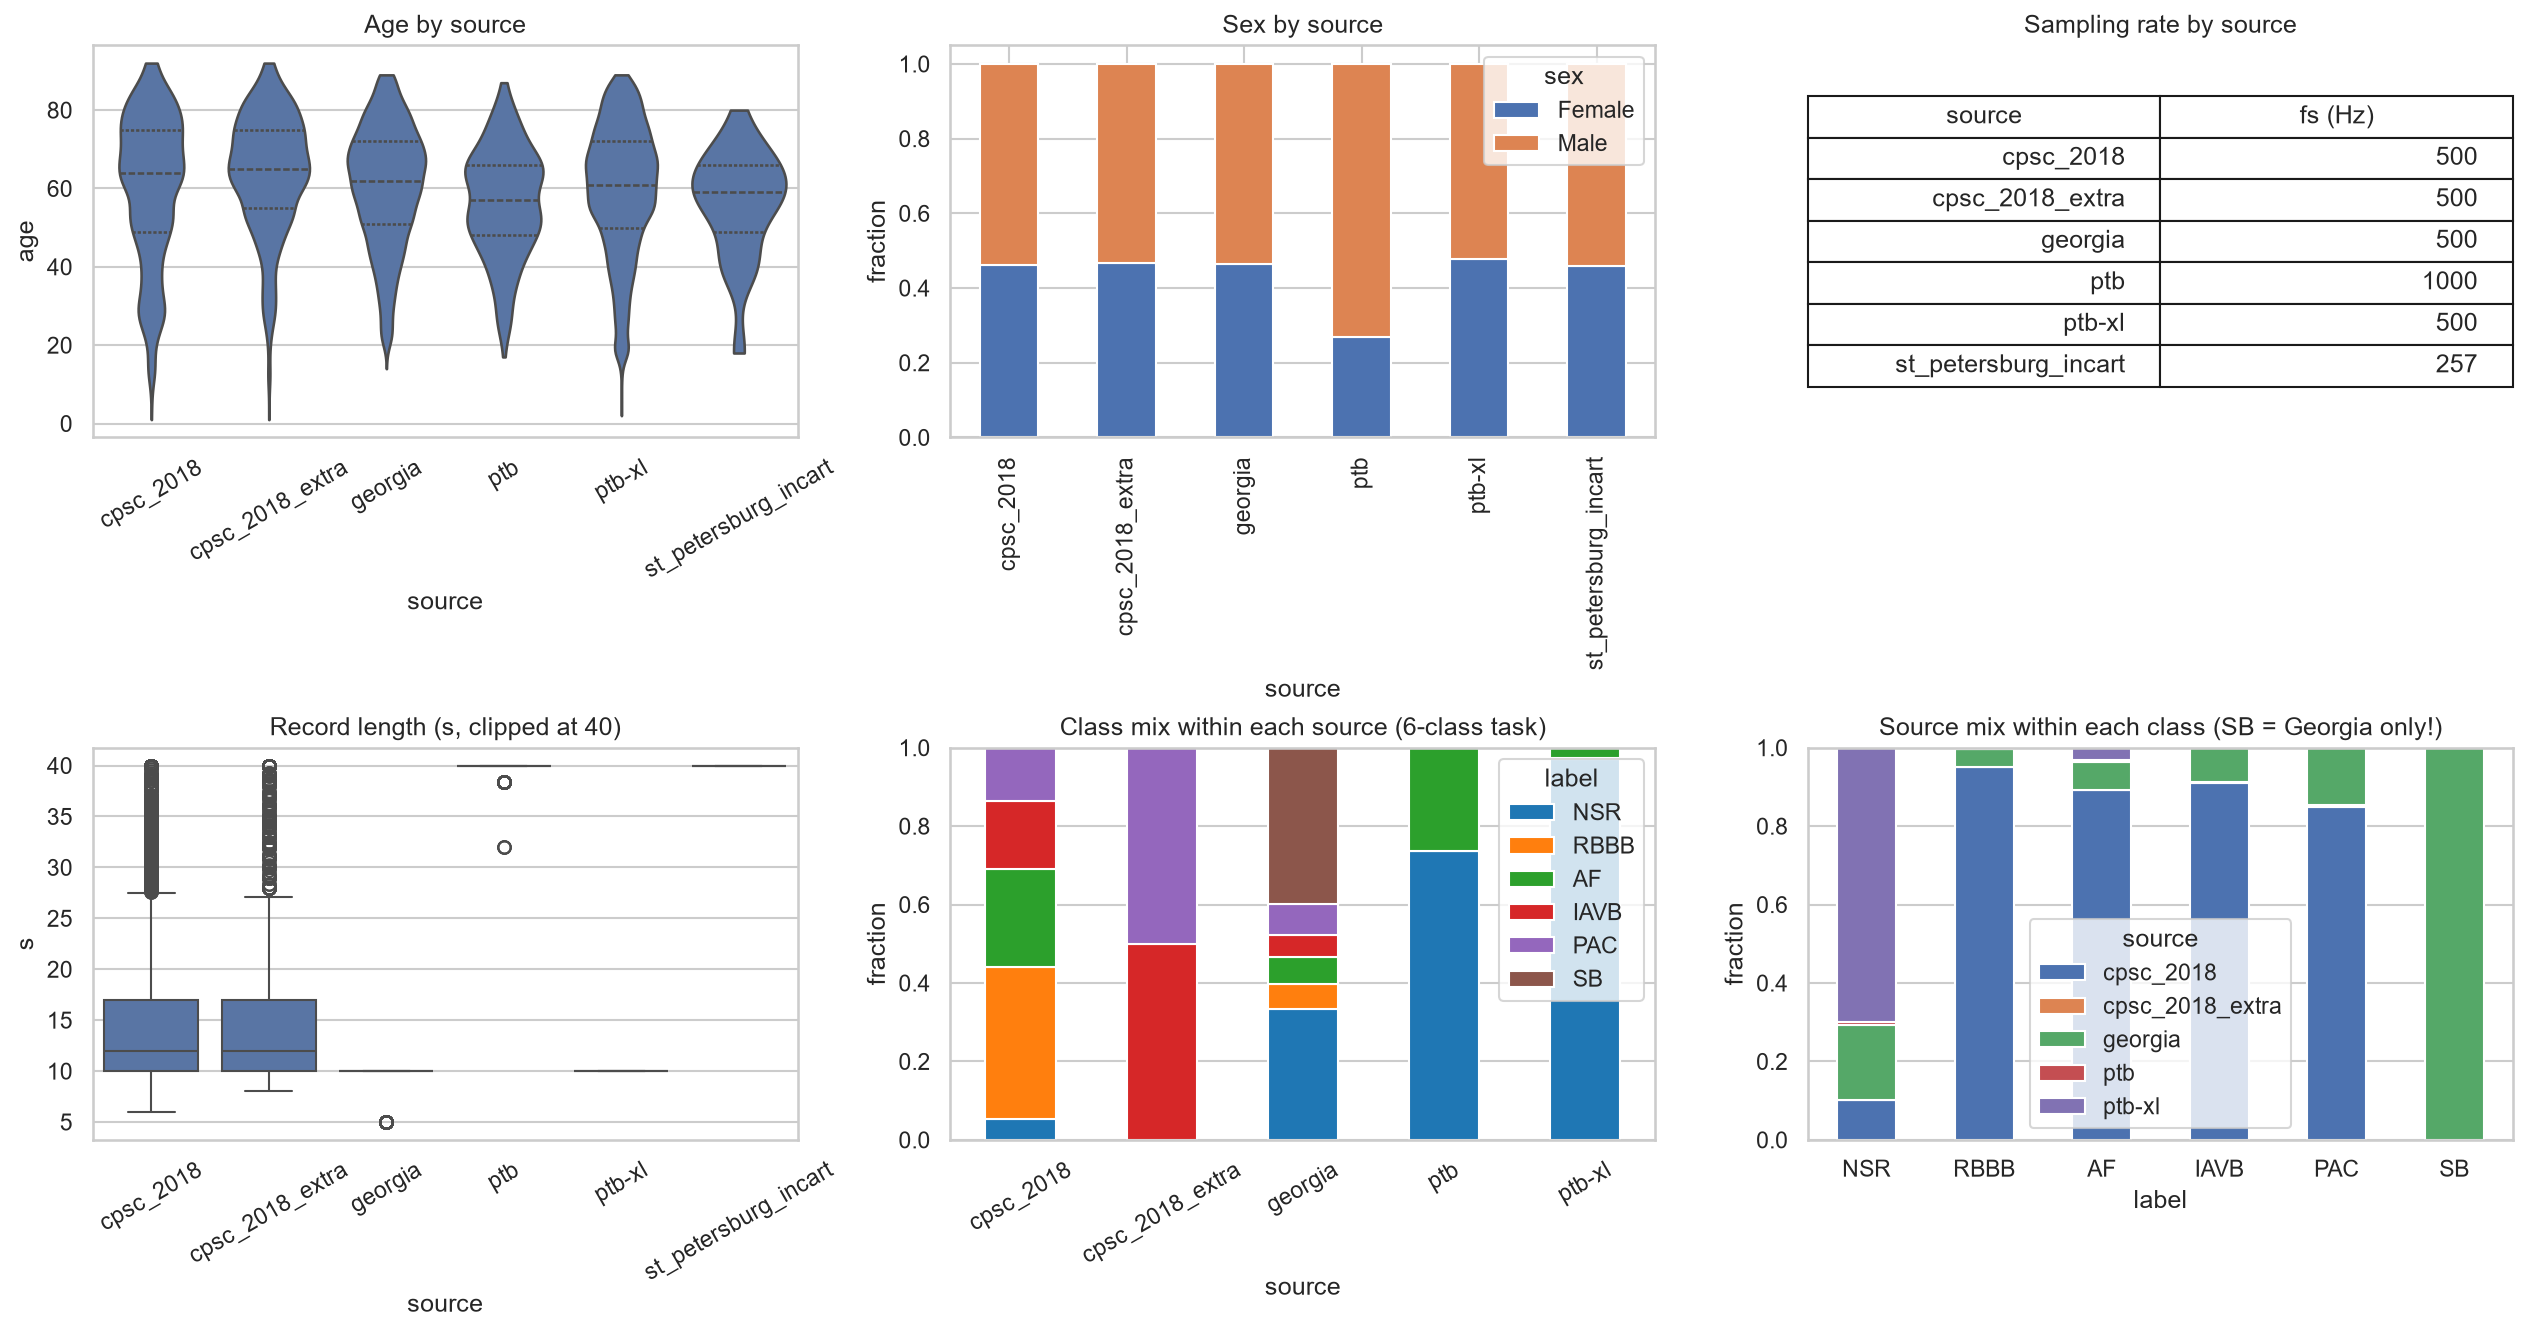 Age by source
age
80
60
40
20
0
cpsc_2018
cpsc_2018_extra
georgia
ptb
ptb-xl
st_petersburg_incart
source
Sex by source
fraction
1.0
0.8
0.6
0.4
0.2
0.0
sex
Female
Male
cpsc_2018
cpsc_2018_extra
georgia
ptb
ptb-xl
st_petersburg_incart
source
Sampling rate by source
source fs (Hz)
cpsc_2018 500
cpsc_2018_extra 500
georgia 500
ptb 1000
ptb-xl 500
st_petersburg_incart 257
Record length (s, clipped at 40)
s
40
35
30
25
20
15
10
5
cpsc_2018
cpsc_2018_extra
georgia
ptb
ptb-xl
st_petersburg_incart
source
Class mix within each source (6-class task)
fraction
1.0
0.8
0.6
0.4
0.2
0.0
label
NSR
RBBB
AF
IAVB
PAC
SB
cpsc_2018
cpsc_2018_extra
georgia
ptb
ptb-xl
source
Source mix within each class (SB = Georgia only!)
fraction
1.0
0.8
0.6
0.4
0.2
0.0
source
cpsc_2018
cpsc_2018_extra
georgia
ptb
ptb-xl
NSR RBBB AF IAVB PAC SB
label